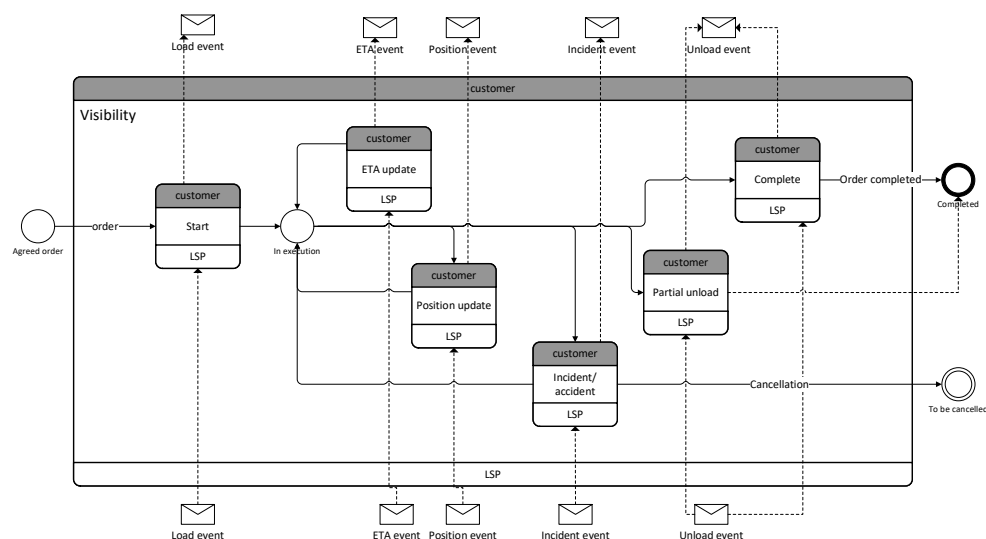 Load event
ETA event
Position event
Incident event
Unload event
customer
Visibility
customer
ETA update
LSP
customer
Complete
LSP
Order completed
Completed
customer
Start
LSP
order
Agreed order
In execution
customer
Position update
LSP
customer
Partial unload
LSP
customer
Incident/
accident
LSP
Cancellation
To be cancelled
LSP
Load event
ETA event
Position event
Incident event
Unload event